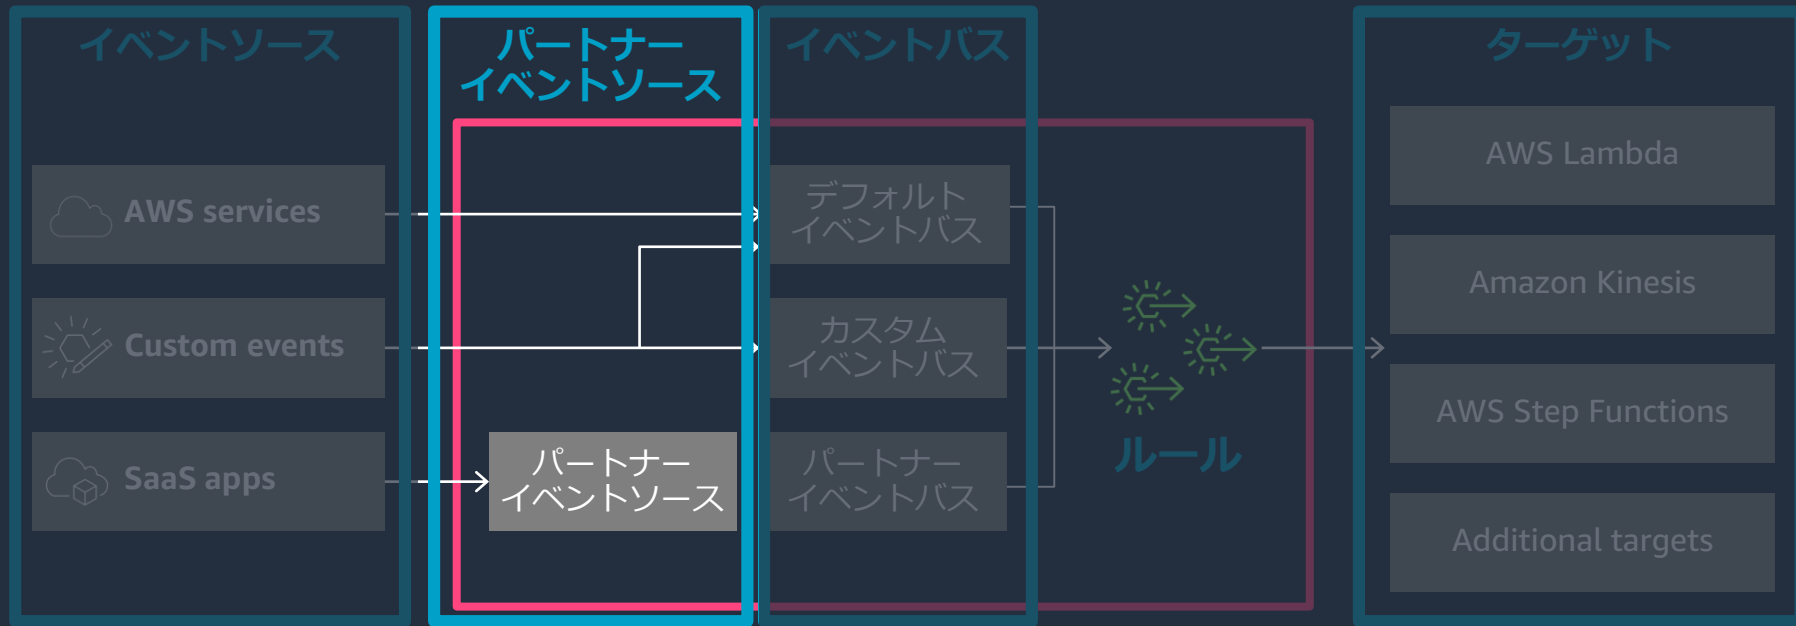 イベントソース
AWS services
Custom events
SaaS apps
パートナー
イベントソース
パートナー
イベントソース
イベントバス
デフォルト
イベントバス
カスタム
イベントバス
パートナー
イベントバス
ルール
ターゲット
AWS Lambda
Amazon Kinesis
AWS Step Functions
Additional targets